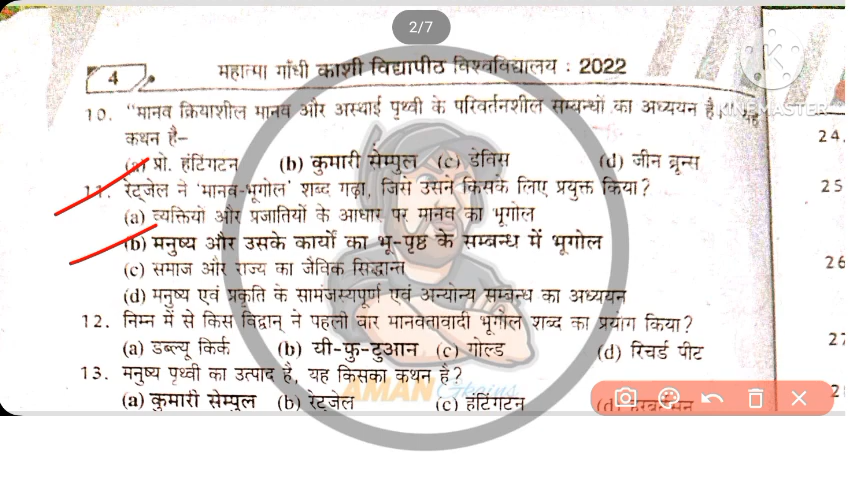 2/7
4 महात्मा गाँधी काशी विद्यापीठ विश्वविद्यालय : 2022
KINEMASTER
10. "मानव क्रियाशील मानव और अस्थाई पृथ्वी के परिवर्तनशील सम्बन्धों का अध्ययन है। यह
कथन है–
(a) प्रो. हंटिंगटन (b) कुमारी सेम्पुल (c) डेविस (d) जीन ब्रून्स
11. रेट्जेल ने 'मानव-भूगोल' शब्द गढ़ा, जिसे उसने किसके लिए प्रयुक्त किया?
(a) व्यक्तियों और प्रजातियों के आधार पर मानव का भूगोल
(b) मनुष्य और उसके कार्यों का भू-पृष्ठ के सम्बन्ध में भूगोल
(c) समाज और राज्य का जैविक सिद्धान्त
(d) मनुष्य एवं प्रकृति के सामंजस्यपूर्ण एवं अन्योन्य सम्बन्ध का अध्ययन
12. निम्न में से किस विद्वान् ने पहली बार मानवतावादी भूगोल शब्द का प्रयोग किया?
(a) डब्ल्यू किर्क (b) यी-फु-टुआन (c) गोल्ड (d) रिचर्ड पीट
13. मनुष्य पृथ्वी का उत्पाद है, यह किसका कथन है?
AMAN
(a) कुमारी सेम्पुल (b) रेट्जेल (c) हंटिंगटन (d)
24.
25
26
27
2